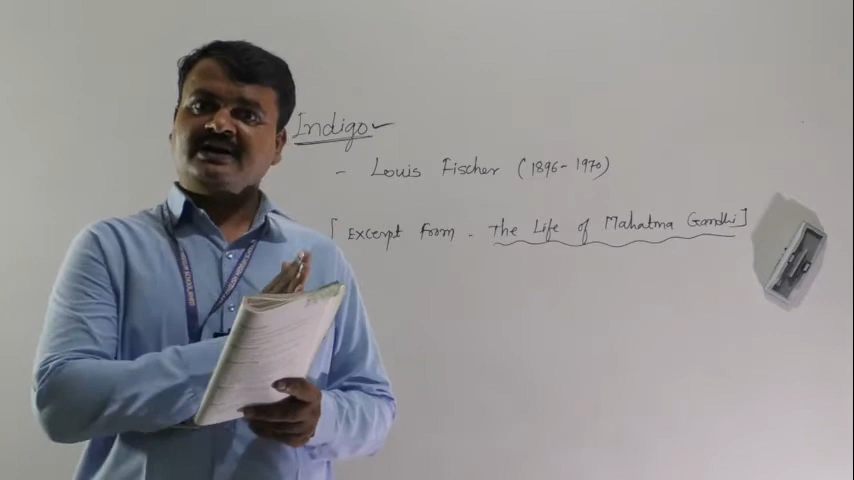 Indigo
- Louis Fischer (1896-1970)
[Excerpt from - The Life of Mahatma Gandhi]